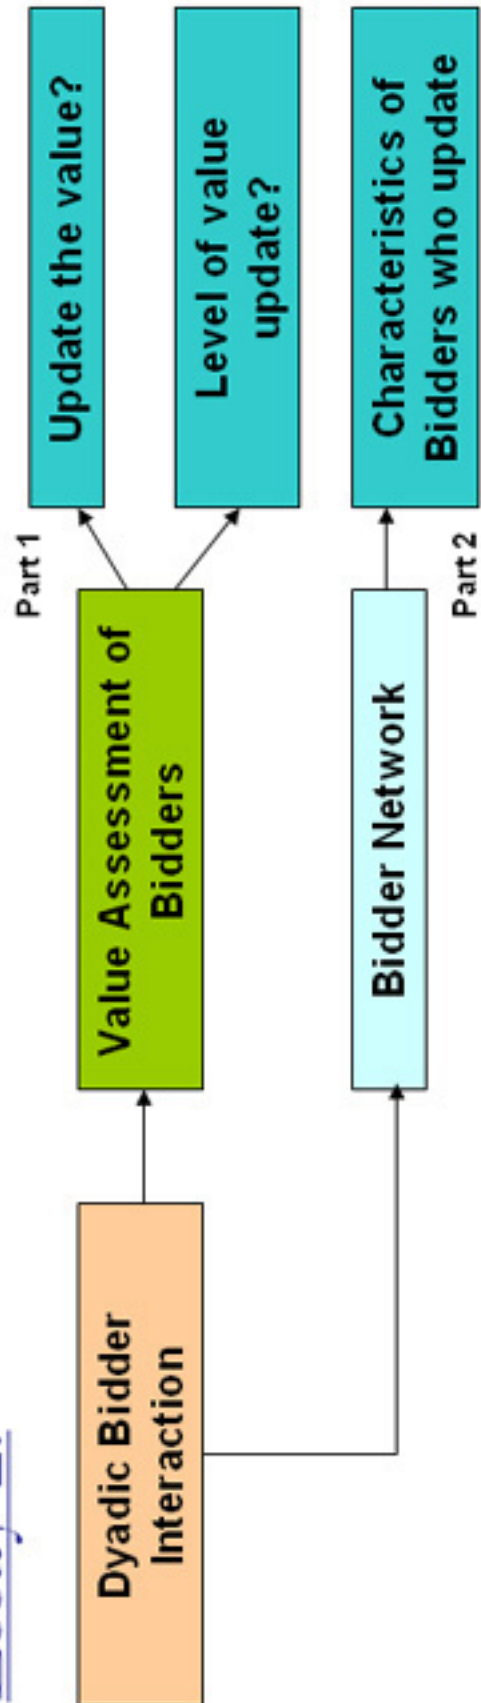 Dyadic Bidder
Interaction
Value Assessment of
Bidders
Part 1
Update the value?
Level of value
update?
Bidder Network
Part 2
Characteristics of
Bidders who update